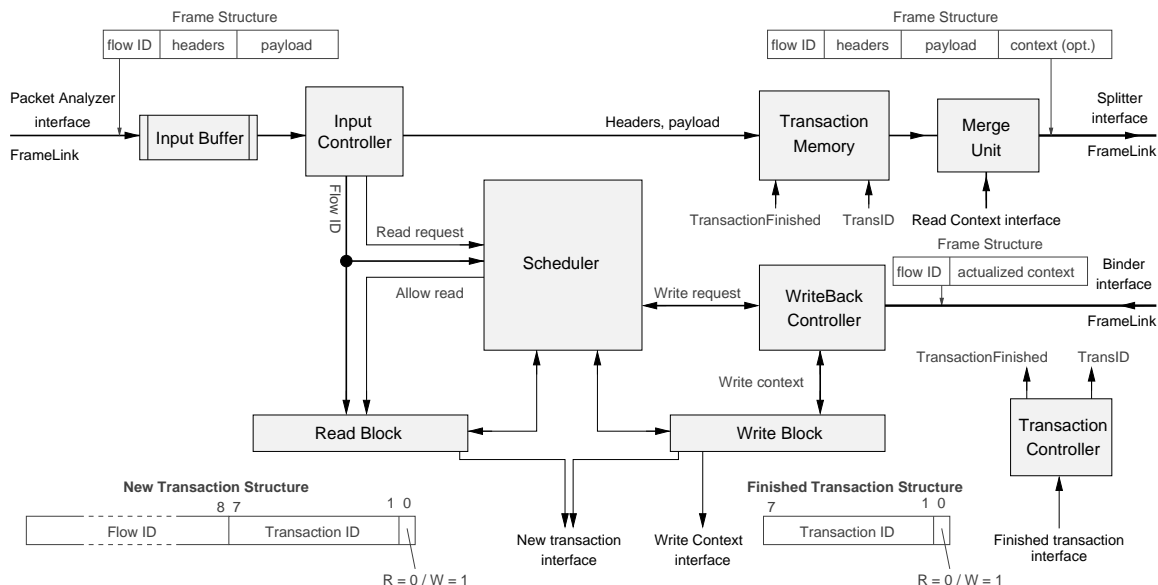 Frame Structure
flow ID headers payload
Frame Structure
flow ID headers payload context (opt.)
Packet Analyzer
interface
FrameLink
Input Buffer
Input
Controller
Headers, payload
Transaction
Memory
Merge
Unit
Splitter
interface
FrameLink
Flow ID
TransactionFinished
TransID
Read Context interface
Read request
Scheduler
Allow read
Write request
WriteBack
Controller
Frame Structure
flow ID actualized context
Binder
interface
FrameLink
Write context
TransactionFinished
TransID
Read Block
Write Block
Transaction
Controller
New Transaction Structure
8 7 1 0
Flow ID Transaction ID
R = 0 / W = 1
New transaction
interface
Write Context
interface
Finished Transaction Structure
7 1 0
Transaction ID
R = 0 / W = 1
Finished transaction
interface